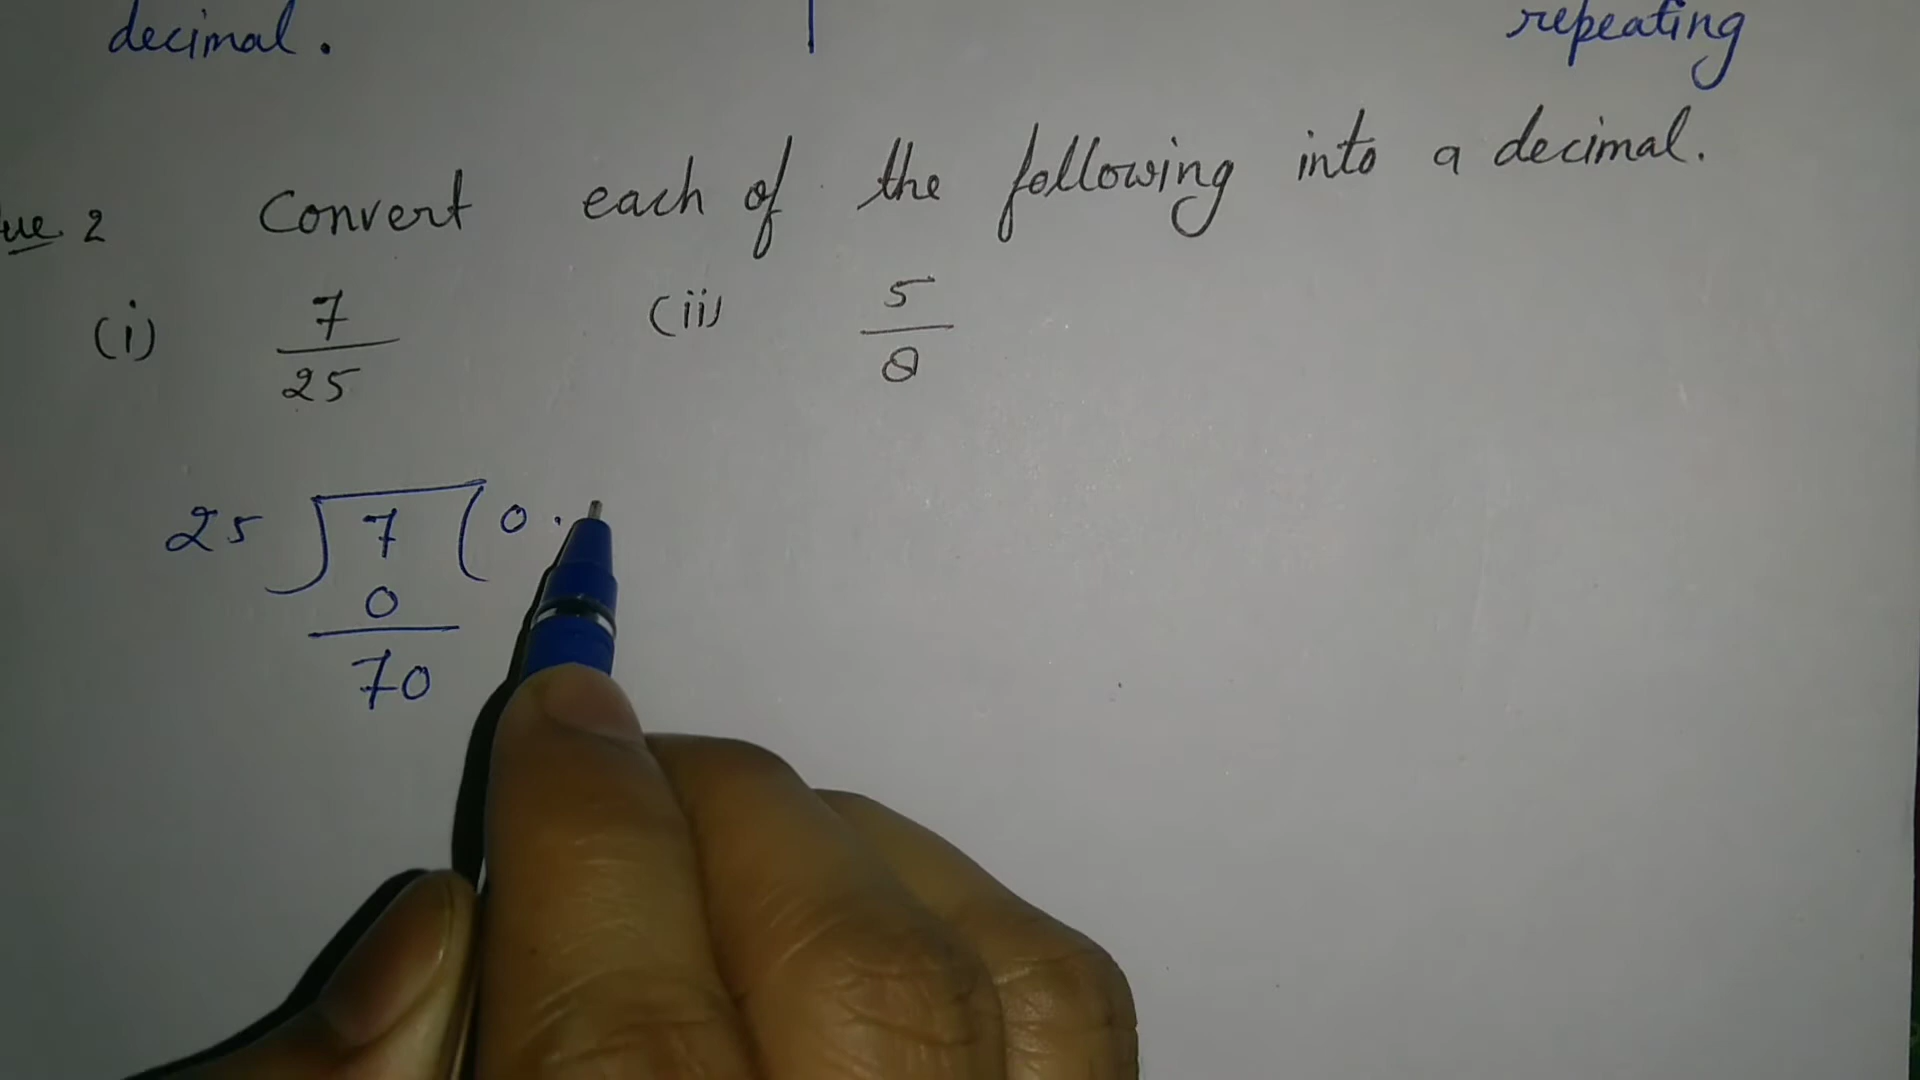 decimal. | repeating
ue 2 Convert each of the following into a decimal.
(i) 7/25 (ii) 5/8
25 ) 7 ( 0.
0
70